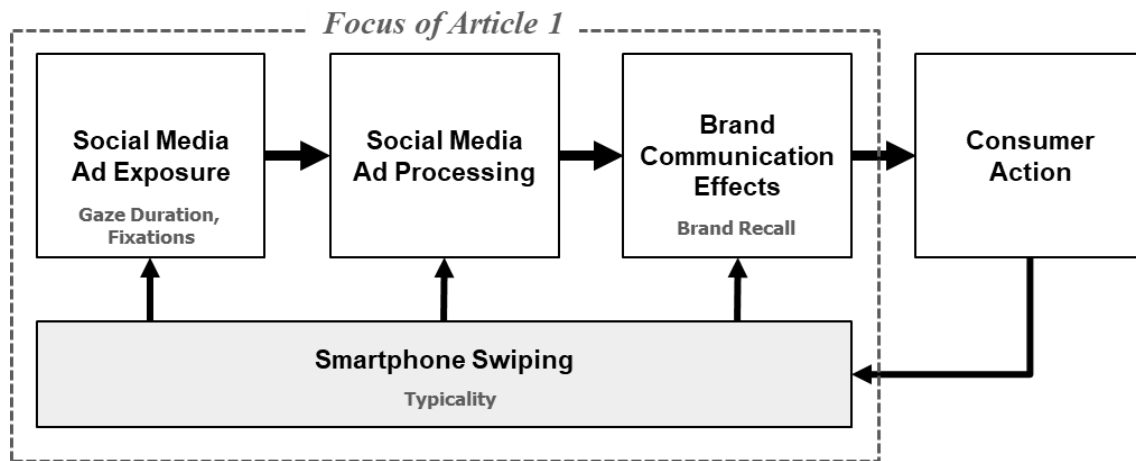 Focus of Article 1
Social Media
Ad Exposure
Gaze Duration,
Fixations
Social Media
Ad Processing
Brand
Communication
Effects
Brand Recall
Consumer
Action
Smartphone Swiping
Typicality